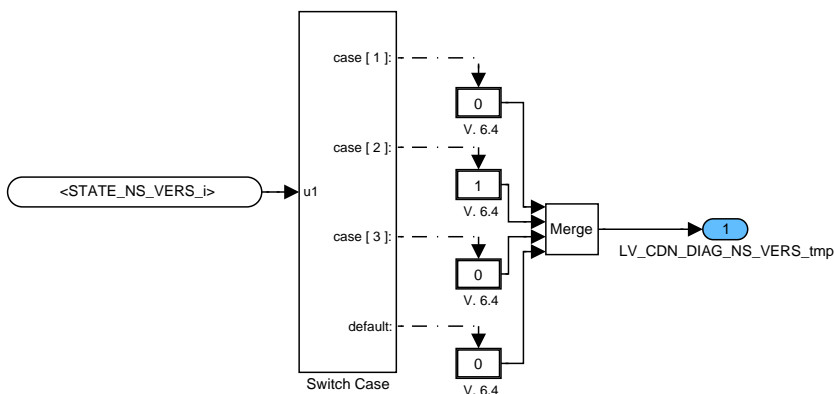 case [ 1 ]:
0
V. 6.4
case [ 2 ]:
1
V. 6.4
<STATE_NS_VERS_i>
u1
Merge
1
LV_CDN_DIAG_NS_VERS_tmp
case [ 3 ]:
0
V. 6.4
default:
0
V. 6.4
Switch Case